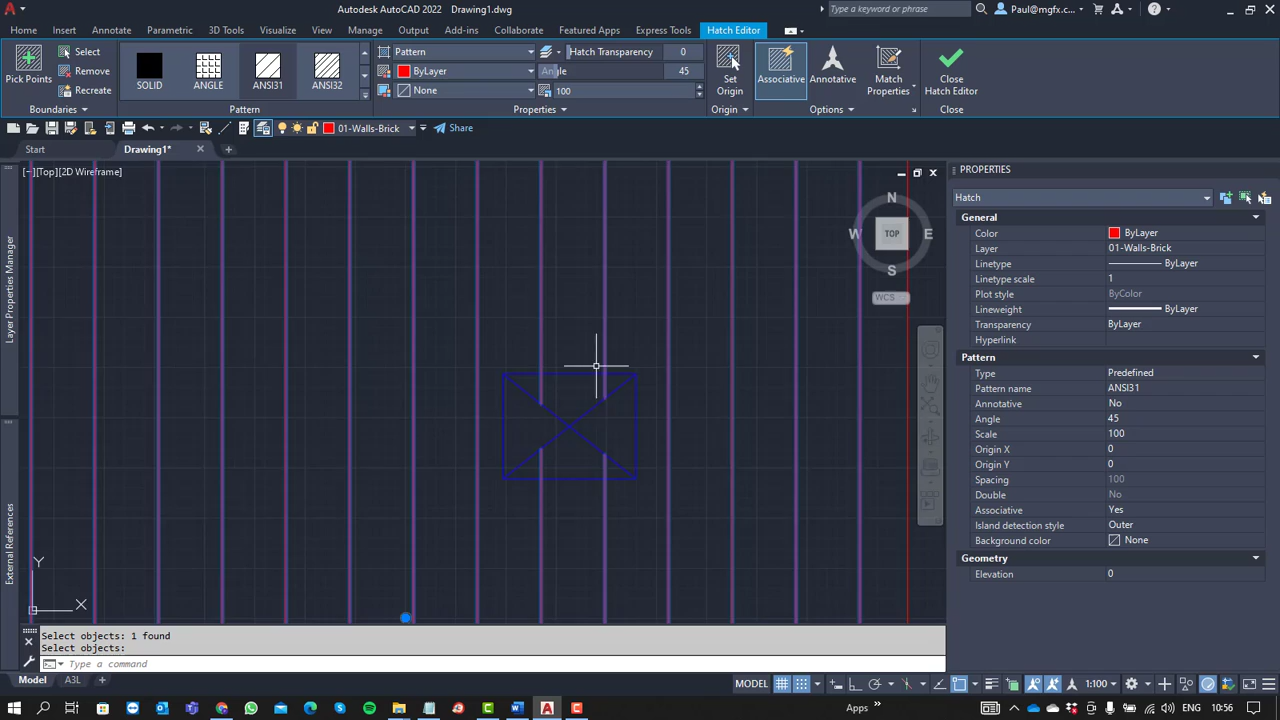 Autodesk AutoCAD 2022 Drawing1.dwg
Type a keyword or phrase
Paul@mgfx.c...
Home Insert Annotate Parametric 3D Tools Visualize View Manage Output Add-ins Collaborate Featured Apps Express Tools Hatch Editor
Pick Points
Select
Remove
Recreate
Boundaries
SOLID ANGLE ANSI31 ANSI32
Pattern
Pattern
ByLayer
None
Hatch Transparency 0
Angle 45
100
Properties
Set Origin
Origin
Associative
Annotative
Match Properties
Options
Close Hatch Editor
Close
01-Walls-Brick
Share
Start Drawing1*
[−][Top][2D Wireframe]
Layer Properties Manager
External References
N
W TOP E
S
WCS
Y
X
PROPERTIES
Hatch
General
Color ByLayer
Layer 01-Walls-Brick
Linetype ByLayer
Linetype scale 1
Plot style ByColor
Lineweight ByLayer
Transparency ByLayer
Hyperlink
Pattern
Type Predefined
Pattern name ANSI31
Annotative No
Angle 45
Scale 100
Origin X 0
Origin Y 0
Spacing 100
Double No
Associative Yes
Island detection style Outer
Background color None
Geometry
Elevation 0
Select objects: 1 found
Select objects:
Type a command
Model A3L
MODEL 1:100
Apps ENG 10:56